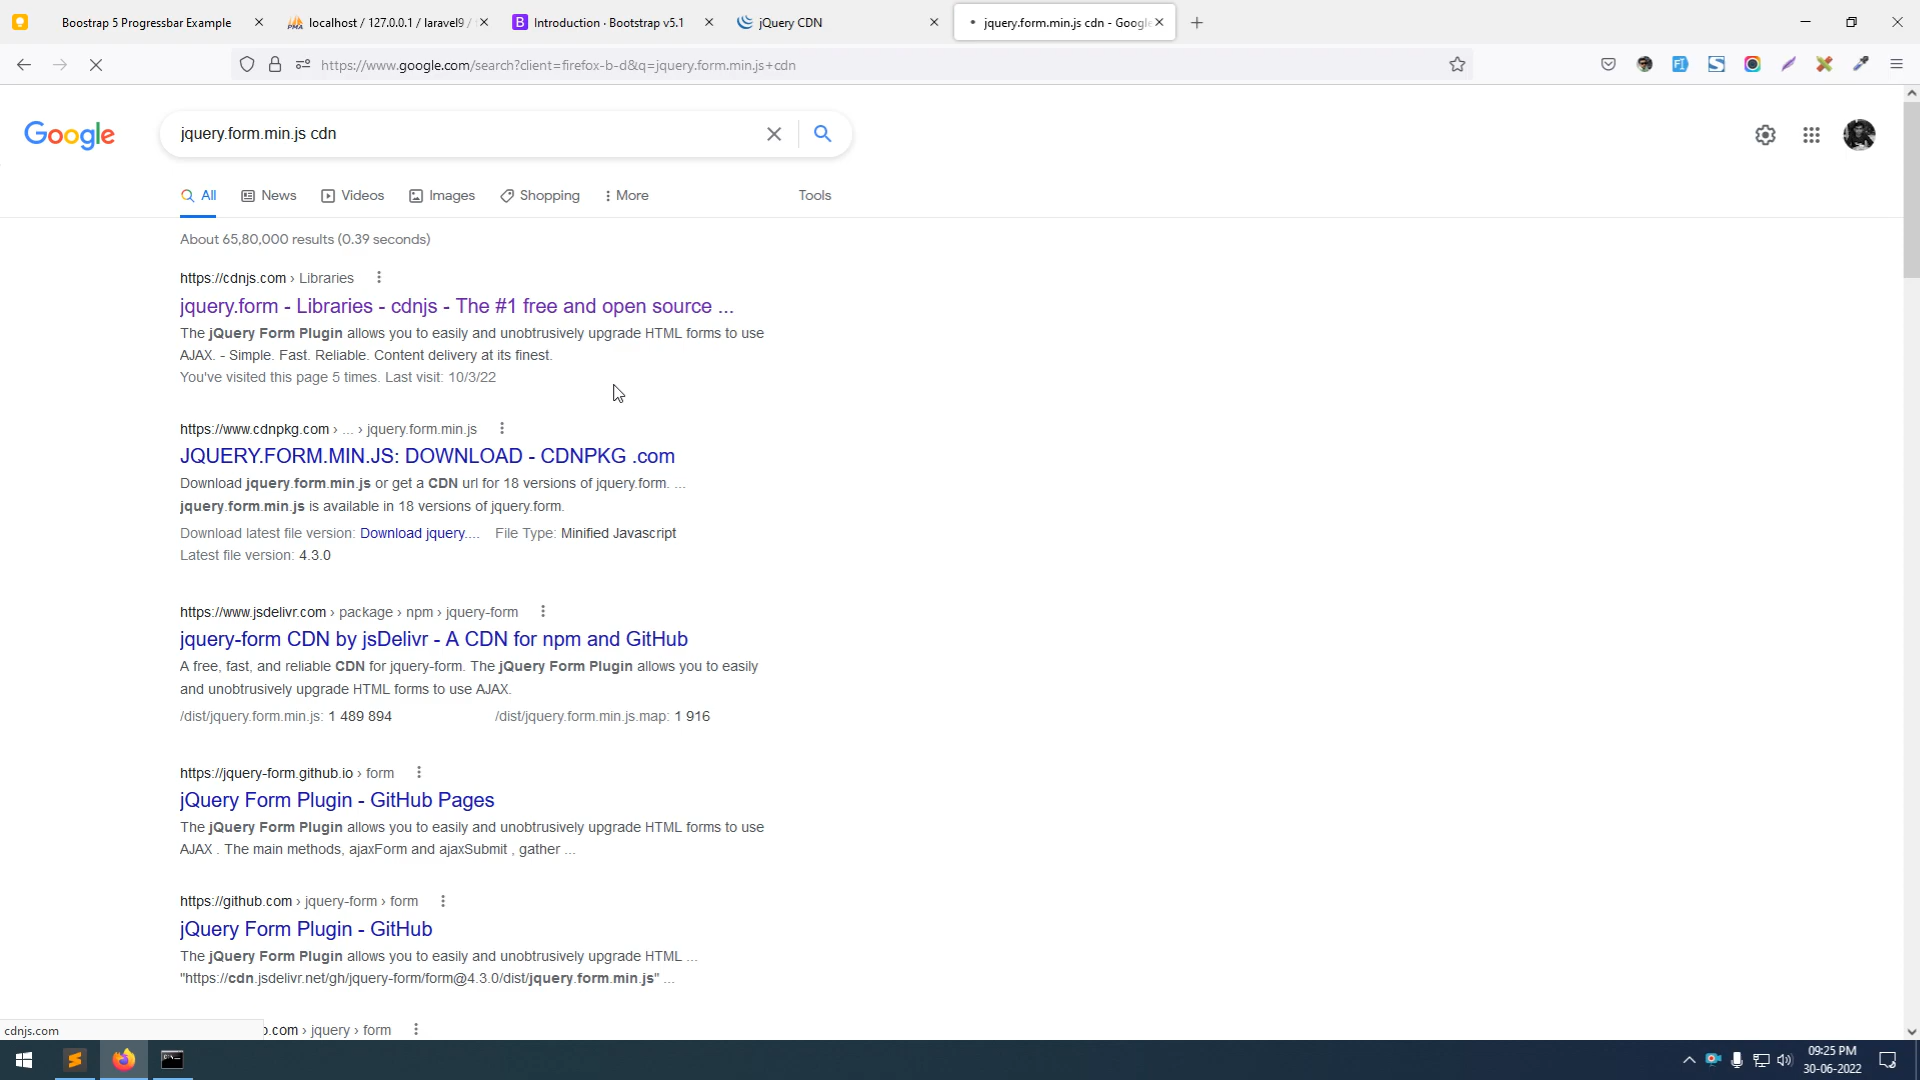 Boostrap 5 Progressbar Example
localhost / 127.0.0.1 / laravel9 /
Introduction · Bootstrap v5.1
jQuery CDN
jquery.form.min.js cdn - Google
https://www.google.com/search?client=firefox-b-d&q=jquery.form.min.js+cdn
Google
jquery.form.min.js cdn
All
News
Videos
Images
Shopping
More
Tools
About 65,80,000 results (0.39 seconds)
https://cdnjs.com › Libraries
jquery.form - Libraries - cdnjs - The #1 free and open source ...
The jQuery Form Plugin allows you to easily and unobtrusively upgrade HTML forms to use
AJAX. - Simple. Fast. Reliable. Content delivery at its finest.
You've visited this page 5 times. Last visit: 10/3/22
https://www.cdnpkg.com › ... › jquery.form.min.js
JQUERY.FORM.MIN.JS: DOWNLOAD - CDNPKG .com
Download jquery.form.min.js or get a CDN url for 18 versions of jquery.form. ...
jquery.form.min.js is available in 18 versions of jquery.form.
Download latest file version: Download jquery.... File Type: Minified Javascript
Latest file version: 4.3.0
https://www.jsdelivr.com › package › npm › jquery-form
jquery-form CDN by jsDelivr - A CDN for npm and GitHub
A free, fast, and reliable CDN for jquery-form. The jQuery Form Plugin allows you to easily
and unobtrusively upgrade HTML forms to use AJAX.
/dist/jquery.form.min.js: 1 489 894 /dist/jquery.form.min.js.map: 1 916
https://jquery-form.github.io › form
jQuery Form Plugin - GitHub Pages
The jQuery Form Plugin allows you to easily and unobtrusively upgrade HTML forms to use
AJAX . The main methods, ajaxForm and ajaxSubmit , gather ...
https://github.com › jquery-form › form
jQuery Form Plugin - GitHub
The jQuery Form Plugin allows you to easily and unobtrusively upgrade HTML ...
"https://cdn.jsdelivr.net/gh/jquery-form/form@4.3.0/dist/jquery.form.min.js" ...
.com › jquery › form
cdnjs.com
09:25 PM
30-06-2022